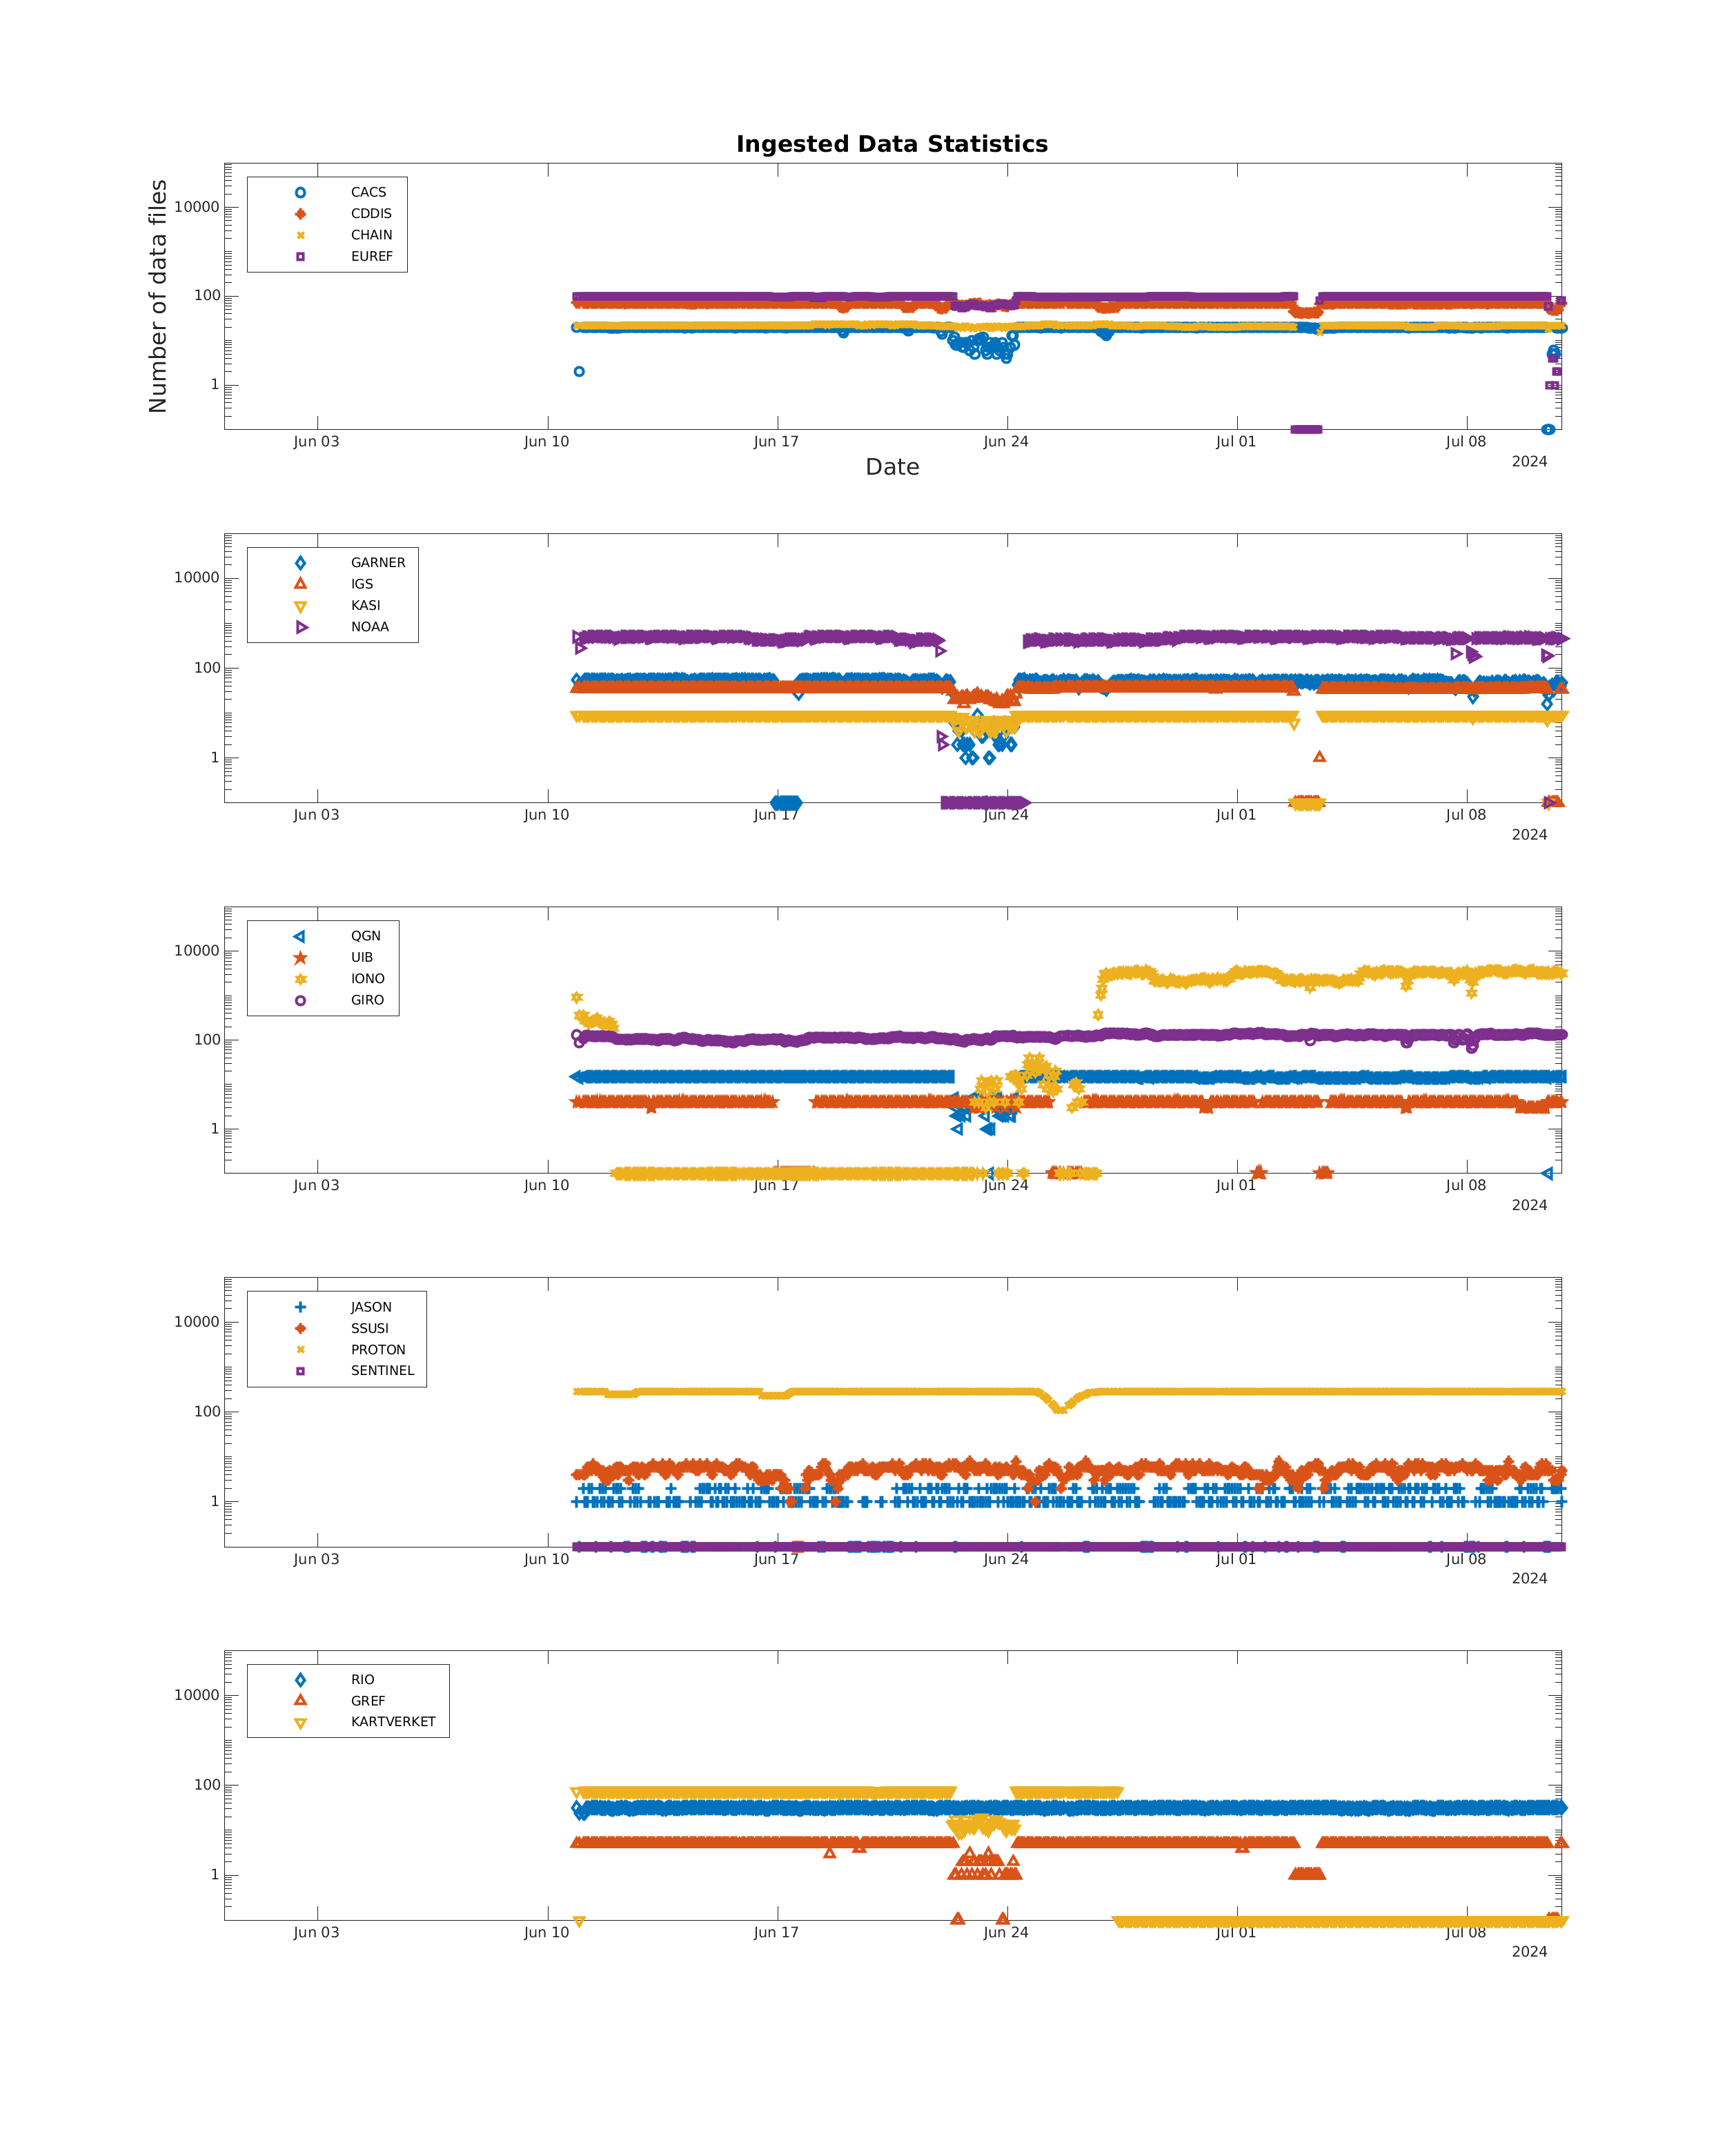 Ingested Data Statistics
Number of data files
CACS
CDDIS
CHAIN
EUREF
10000
100
1
Jun 03 Jun 10 Jun 17 Jun 24 Jul 01 Jul 08
2024
Date
GARNER
IGS
KASI
NOAA
10000
100
1
Jun 03 Jun 10 Jun 17 Jun 24 Jul 01 Jul 08
2024
QGN
UIB
IONO
GIRO
10000
100
1
Jun 03 Jun 10 Jun 17 Jun 24 Jul 01 Jul 08
2024
JASON
SSUSI
PROTON
SENTINEL
10000
100
1
Jun 03 Jun 10 Jun 17 Jun 24 Jul 01 Jul 08
2024
RIO
GREF
KARTVERKET
10000
100
1
Jun 03 Jun 10 Jun 17 Jun 24 Jul 01 Jul 08
2024